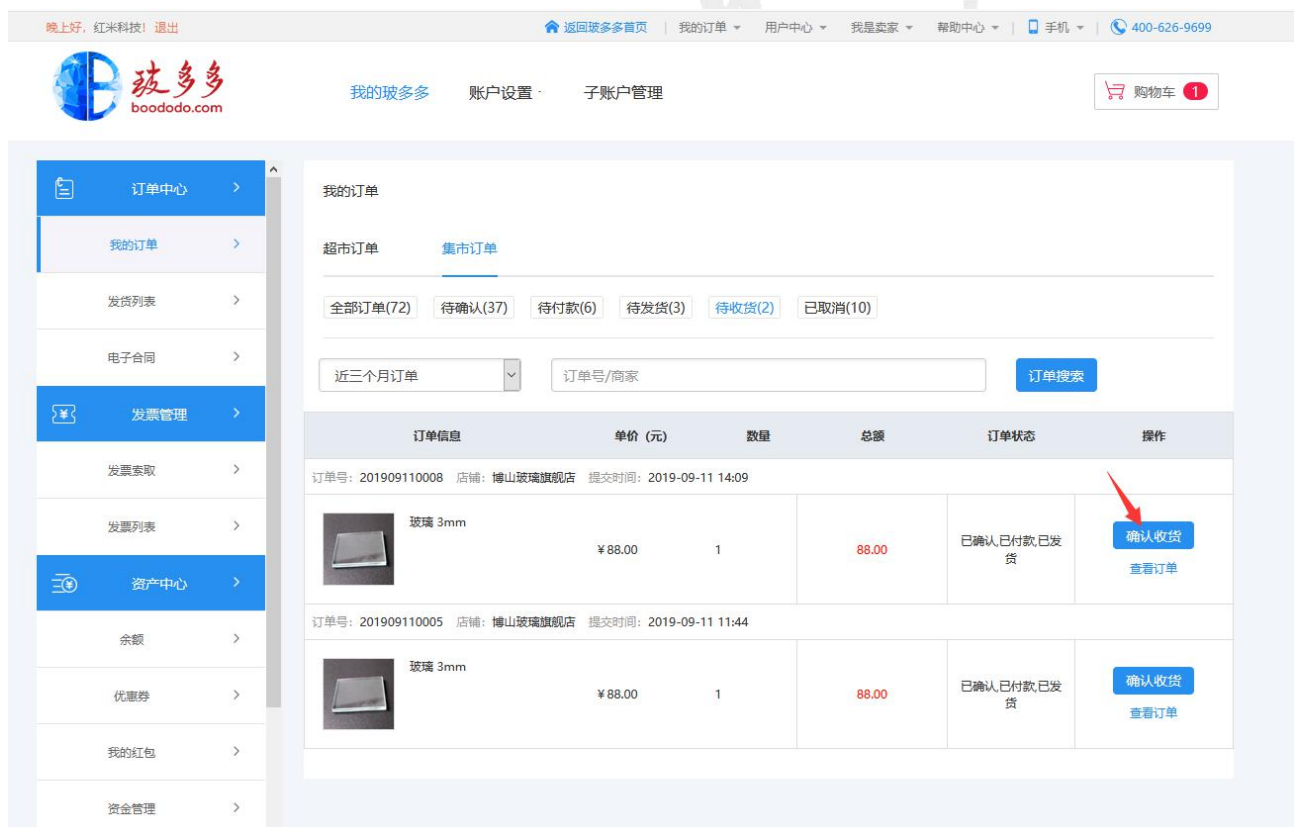 晚上好, 红米科技! 退出
返回玻多多首页 | 我的订单 用户中心 我是卖家 帮助中心 | 手机 | 400-626-9699
玻多多
boododo.com
我的玻多多 账户设置 子账户管理
购物车 1
订单中心
我的订单
发货列表
电子合同
发票管理
发票索取
发票列表
资产中心
余额
优惠券
我的红包
资金管理
我的订单
超市订单 集市订单
全部订单(72) 待确认(37) 待付款(6) 待发货(3) 待收货(2) 已取消(10)
近三个月订单 订单号/商家 订单搜索
订单信息 单价 (元) 数量 总额 订单状态 操作
订单号: 201909110008 店铺: 博山玻璃旗舰店 提交时间: 2019-09-11 14:09
玻璃 3mm
¥88.00 1 88.00 已确认,已付款,已发货 确认收货
查看订单
订单号: 201909110005 店铺: 博山玻璃旗舰店 提交时间: 2019-09-11 11:44
玻璃 3mm
¥88.00 1 88.00 已确认,已付款,已发货 确认收货
查看订单